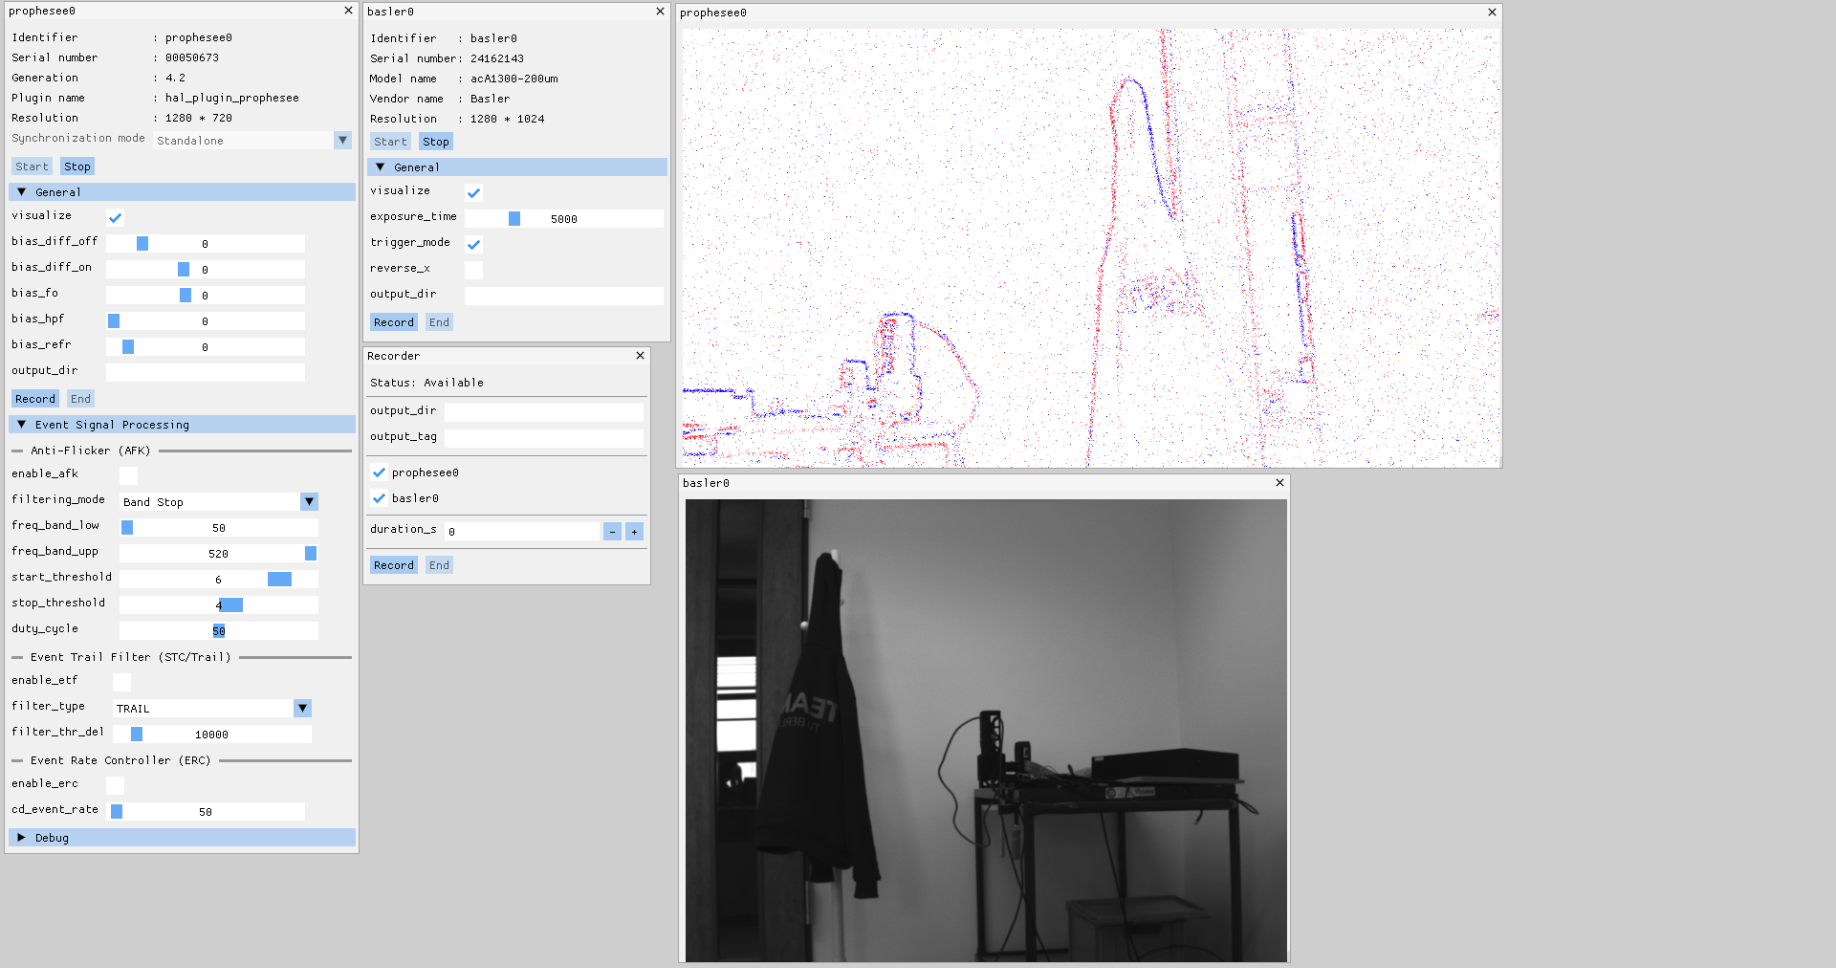 prophesee0
Identifier : prophesee0
Serial number : 00050673
Generation : 4.2
Plugin name : hal_plugin_prophesee
Resolution : 1280 * 720
Synchronization mode Standalone
Start Stop
General
visualize
bias_diff_off 0
bias_diff_on 0
bias_fo 0
bias_hpf 0
bias_refr 0
output_dir
Record End
Event Signal Processing
Anti-Flicker (AFK)
enable_afk
filtering_mode Band Stop
freq_band_low 50
freq_band_upp 520
start_threshold 6
stop_threshold 4
duty_cycle 50
Event Trail Filter (STC/Trail)
enable_etf
filter_type TRAIL
filter_thr_del 10000
Event Rate Controller (ERC)
enable_erc
cd_event_rate 50
Debug
basler0
Identifier : basler0
Serial number: 24162143
Model name : acA1300-200um
Vendor name : Basler
Resolution : 1280 * 1024
Start Stop
General
visualize
exposure_time 5000
trigger_mode
reverse_x
output_dir
Record End
Recorder
Status: Available
output_dir
output_tag
prophesee0
basler0
duration_s 0 - +
Record End
prophesee0
basler0